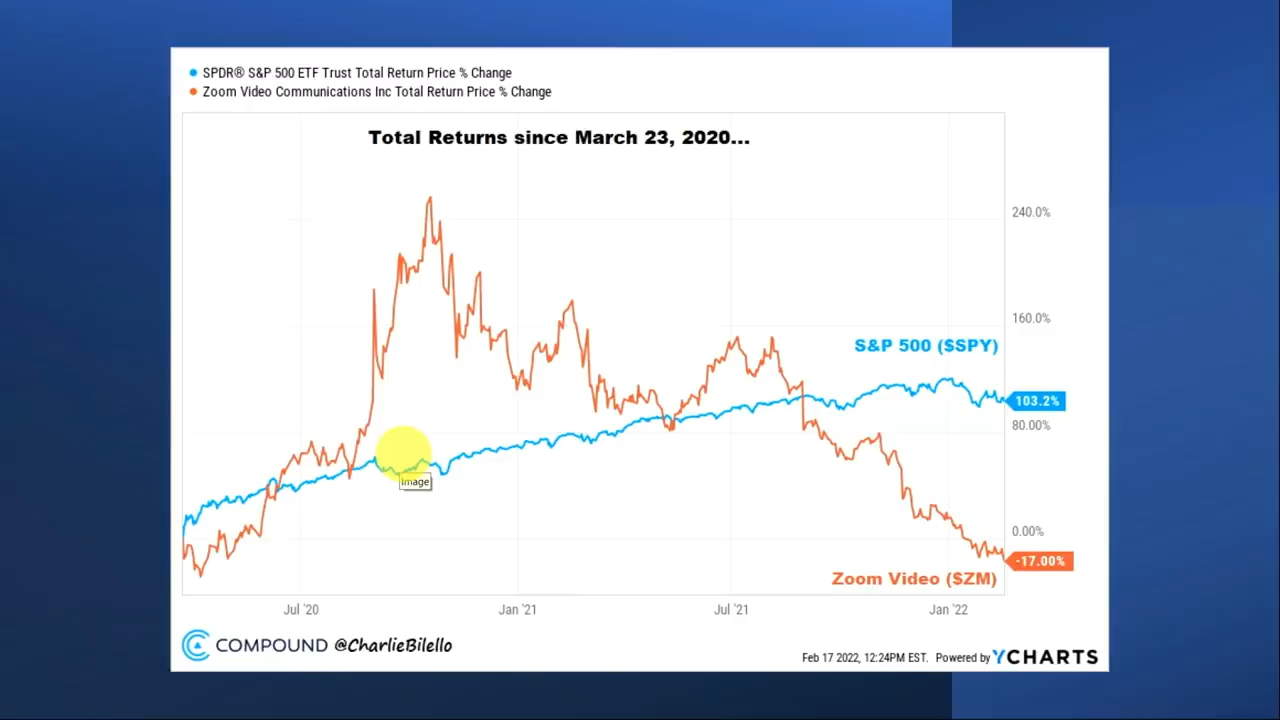 SPDR® S&P 500 ETF Trust Total Return Price % Change
Zoom Video Communications Inc Total Return Price % Change
Total Returns since March 23, 2020...
240.0%
160.0%
S&P 500 ($SPY)
103.2%
80.00%
Image
0.00%
-17.00%
Zoom Video ($ZM)
Jul '20 Jan '21 Jul '21 Jan '22
COMPOUND @CharlieBilello
Feb 17 2022, 12:24PM EST. Powered by YCHARTS